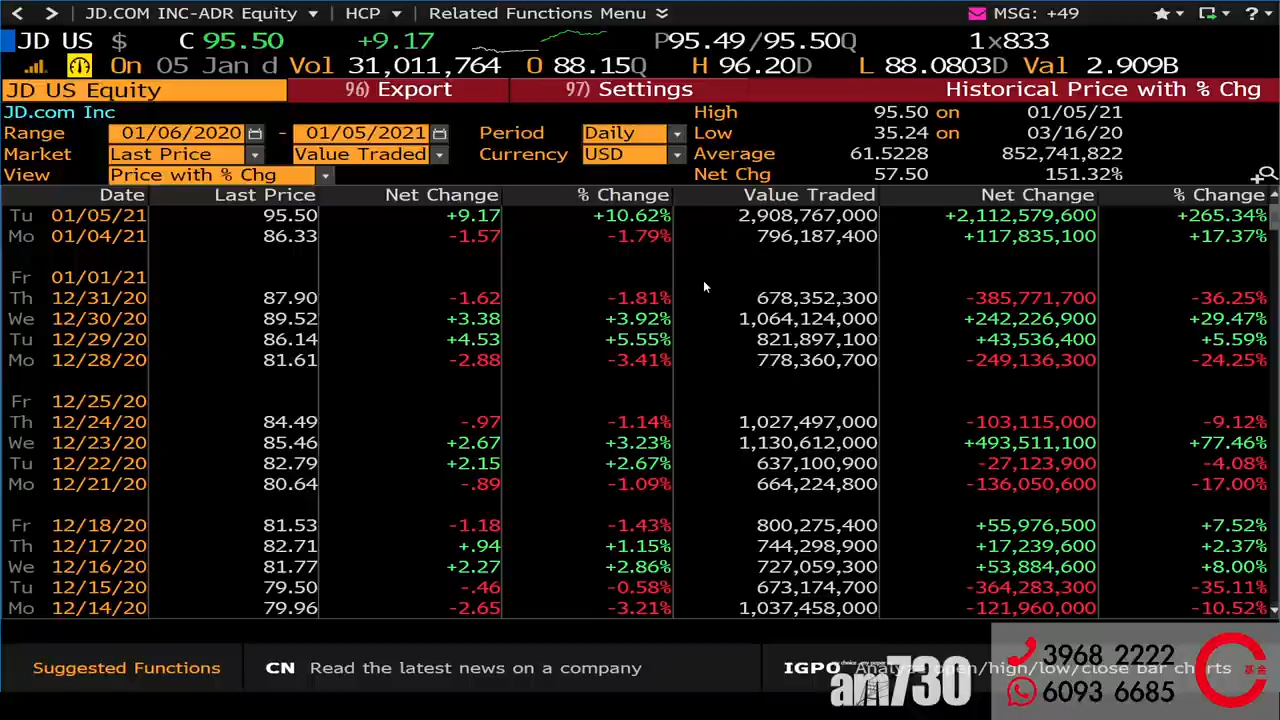 JD.COM INC-ADR Equity HCP Related Functions Menu MSG: +49 ?
JD US $ C 95.50 +9.17 P95.49/95.50Q 1×833
On 05 Jan d Vol 31,011,764 O 88.15Q H 96.20D L 88.0803D Val 2.909B
JD US Equity 96) Export 97) Settings Historical Price with % Chg
JD.com Inc High 95.50 on 01/05/21
Range 01/06/2020 - 01/05/2021 Period Daily Low 35.24 on 03/16/20
Market Last Price Value Traded Currency USD Average 61.5228 852,741,822
View Price with % Chg Net Chg 57.50 151.32%
Date Last Price Net Change % Change Value Traded Net Change % Change
Tu 01/05/21 95.50 +9.17 +10.62% 2,908,767,000 +2,112,579,600 +265.34%
Mo 01/04/21 86.33 -1.57 -1.79% 796,187,400 +117,835,100 +17.37%
Fr 01/01/21
Th 12/31/20 87.90 -1.62 -1.81% 678,352,300 -385,771,700 -36.25%
We 12/30/20 89.52 +3.38 +3.92% 1,064,124,000 +242,226,900 +29.47%
Tu 12/29/20 86.14 +4.53 +5.55% 821,897,100 +43,536,400 +5.59%
Mo 12/28/20 81.61 -2.88 -3.41% 778,360,700 -249,136,300 -24.25%
Fr 12/25/20
Th 12/24/20 84.49 -.97 -1.14% 1,027,497,000 -103,115,000 -9.12%
We 12/23/20 85.46 +2.67 +3.23% 1,130,612,000 +493,511,100 +77.46%
Tu 12/22/20 82.79 +2.15 +2.67% 637,100,900 -27,123,900 -4.08%
Mo 12/21/20 80.64 -.89 -1.09% 664,224,800 -136,050,600 -17.00%
Fr 12/18/20 81.53 -1.18 -1.43% 800,275,400 +55,976,500 +7.52%
Th 12/17/20 82.71 +.94 +1.15% 744,298,900 +17,239,600 +2.37%
We 12/16/20 81.77 +2.27 +2.86% 727,059,300 +53,884,600 +8.00%
Tu 12/15/20 79.50 -.46 -0.58% 673,174,700 -364,283,300 -35.11%
Mo 12/14/20 79.96 -2.65 -3.21% 1,037,458,000 -121,960,000 -10.52%
Suggested Functions CN Read the latest news on a company IGPO Analyze open/high/low/close bar charts
am730
3968 2222
6093 6685
基金